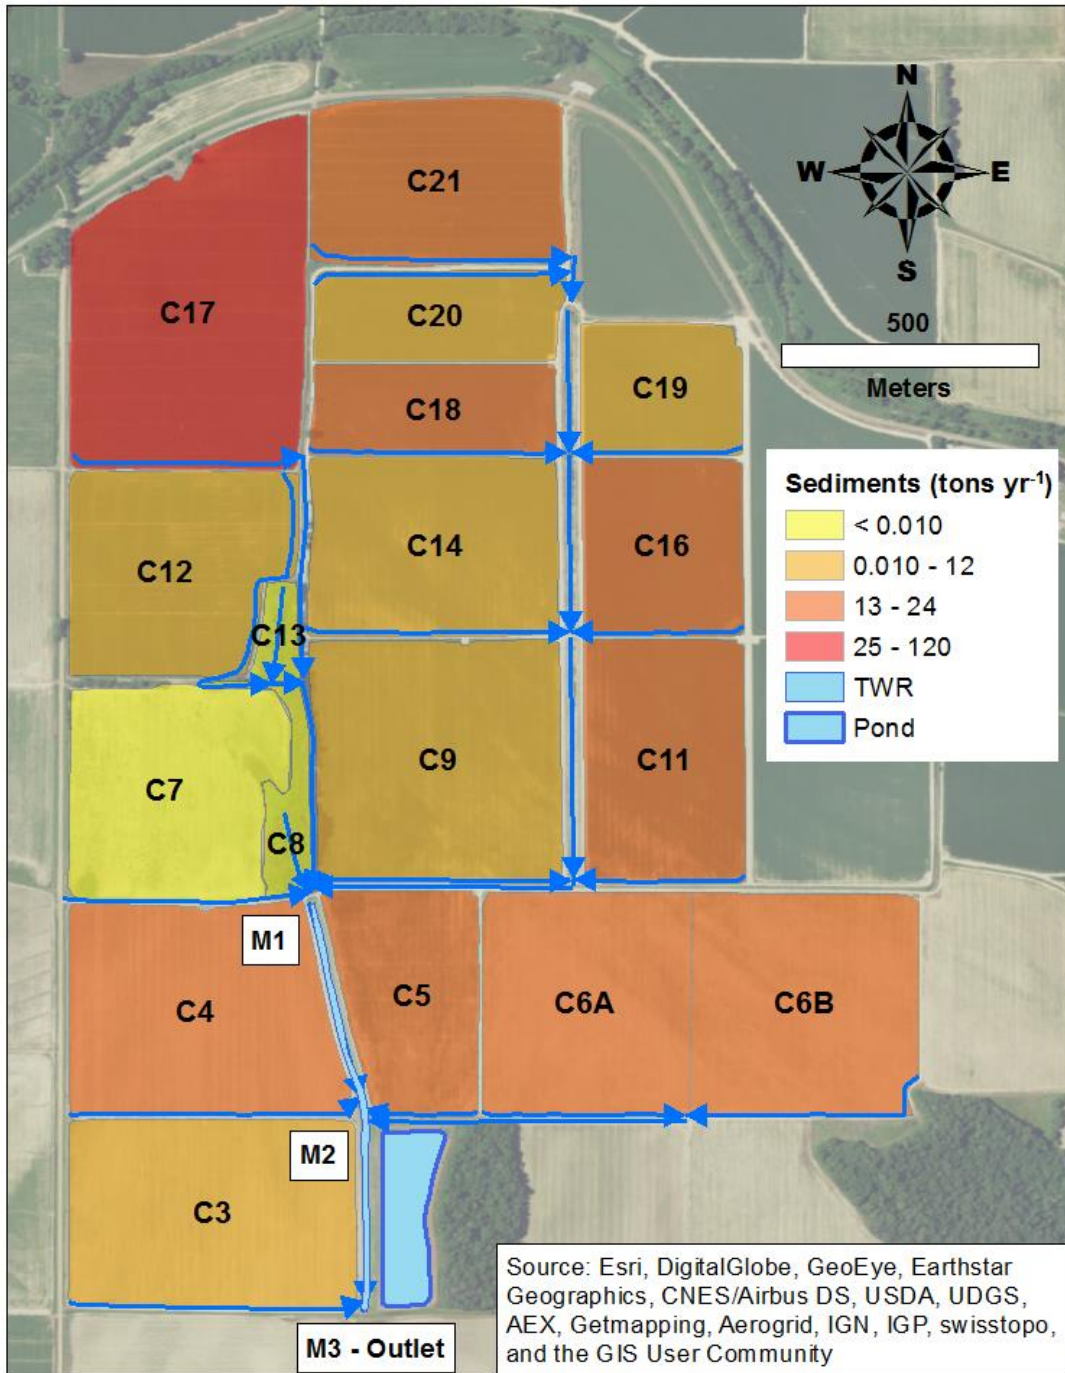 N
W E
S
500
Meters
C21
C17
C20
C19
C18
C14
C16
C12
C13
C9
C11
C7
C8
Sediments (tons yr⁻¹)
< 0.010
0.010 - 12
13 - 24
25 - 120
TWR
Pond
M1
C4
C5
C6A
C6B
M2
C3
M3 - Outlet
Source: Esri, DigitalGlobe, GeoEye, Earthstar
Geographics, CNES/Airbus DS, USDA, UDGS,
AEX, Getmapping, Aerogrid, IGN, IGP, swisstopo,
and the GIS User Community